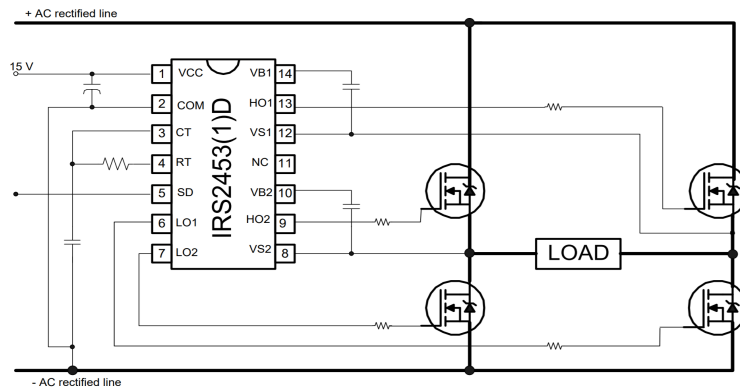 + AC rectified line
15 V
1 VCC VB1 14
2 COM HO1 13
3 CT VS1 12
4 RT NC 11
5 SD VB2 10
6 LO1 HO2 9
7 LO2 VS2 8
IRS2453(1)D
LOAD
- AC rectified line